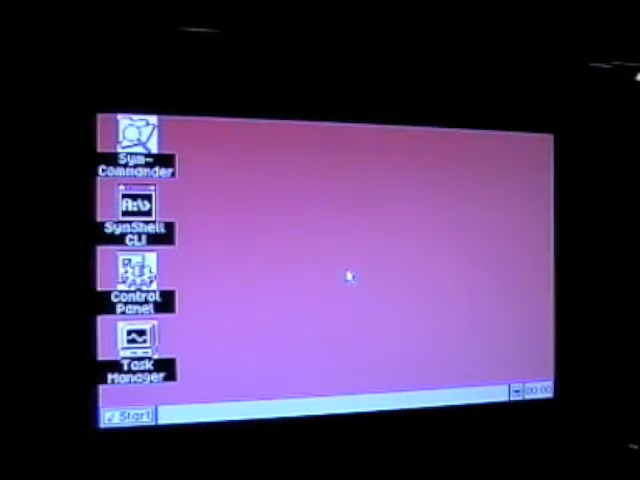 Sym-
Commander
A:\>
SymShell
CLI
Control
Panel
Task
Manager
Start
00:00